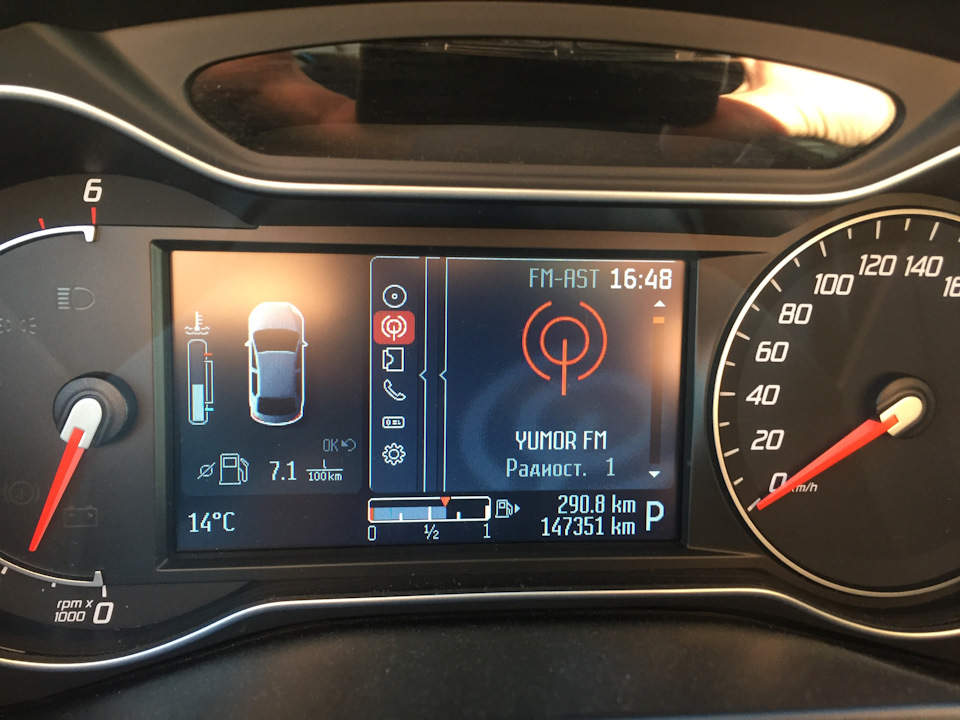 6
FM-AST 16:48
YUMOR FM
Радиост. 1
OK
7.1 l
100km
14°C
0 1/2 1
290.8 km
147351 km
P
rpm x
1000 0
0
20
40
60
80
100
120
140
km/h